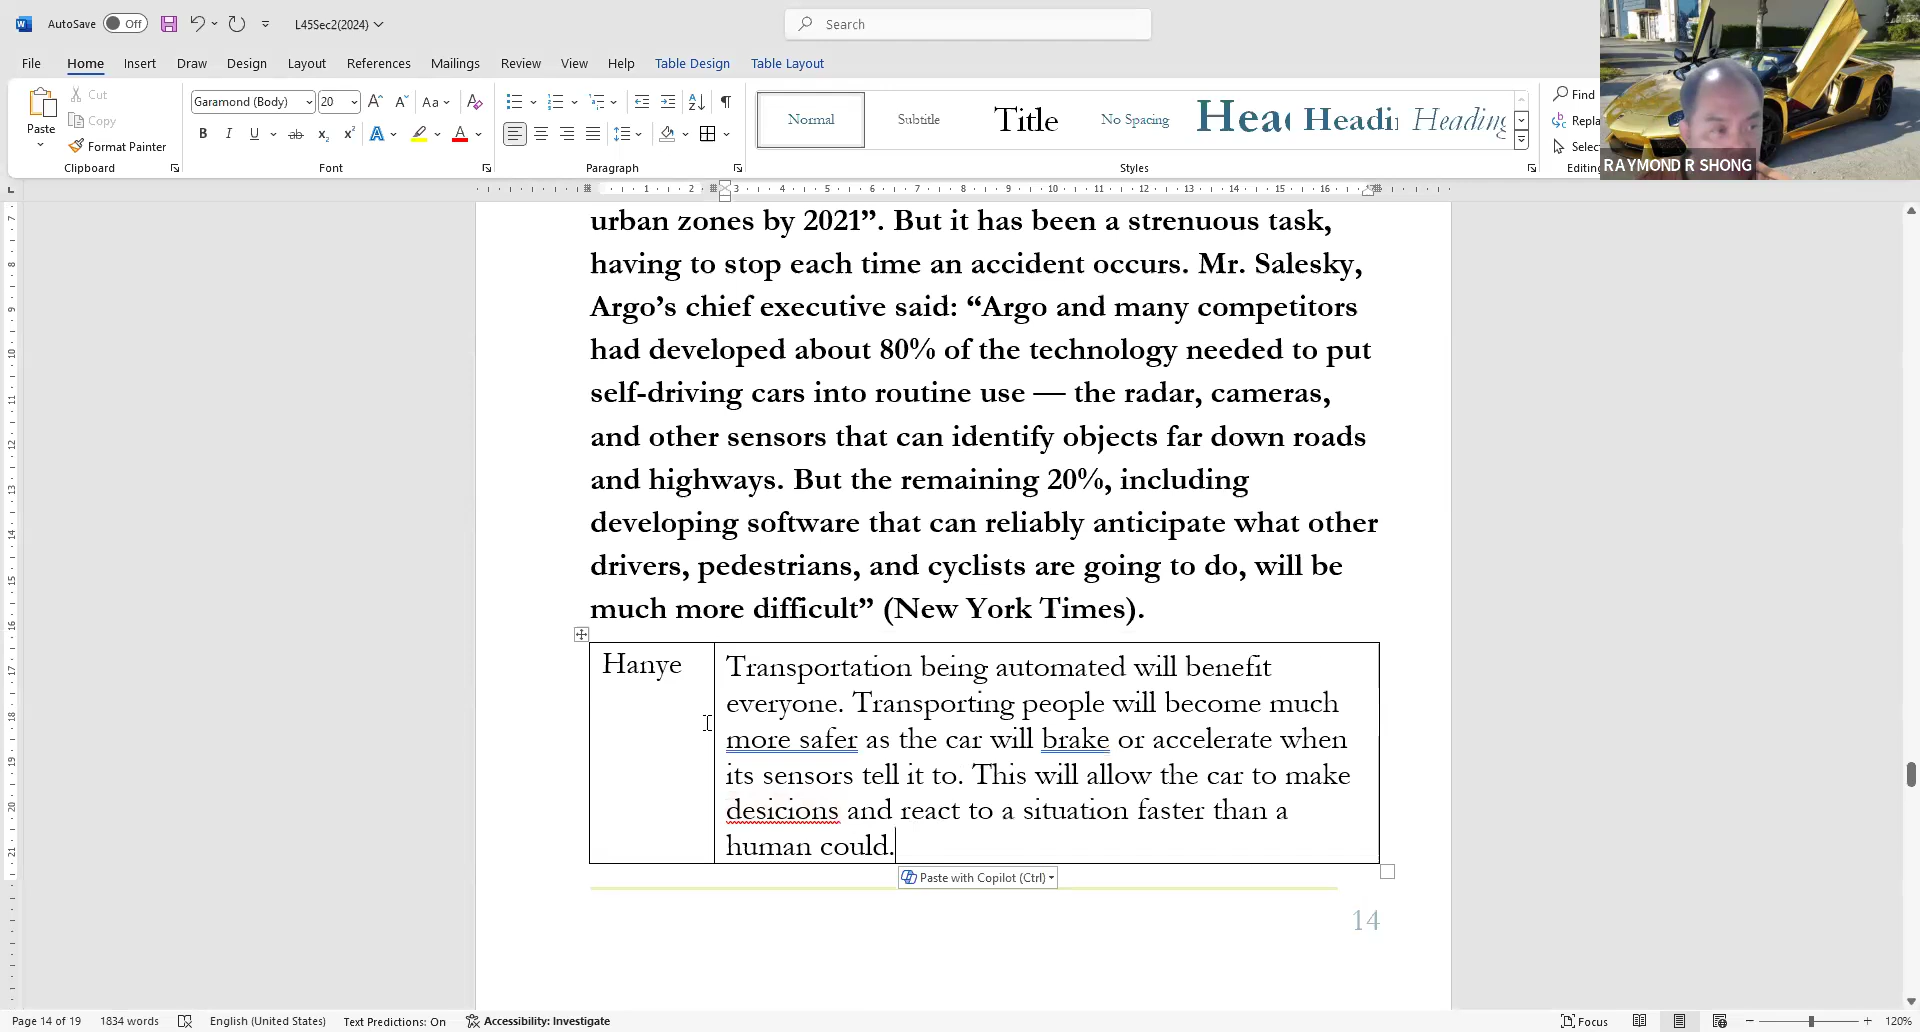 AutoSave Off L45Sec2(2024) Search
File Home Insert Draw Design Layout References Mailings Review View Help Table Design Table Layout
Paste Cut Copy Format Painter
Garamond (Body) 20
Normal Subtitle Title No Spacing Headi Heading
Find
Clipboard Font Paragraph Styles Editing
RAYMOND R SHONG
urban zones by 2021”. But it has been a strenuous task,
having to stop each time an accident occurs. Mr. Salesky,
Argo’s chief executive said: “Argo and many competitors
had developed about 80% of the technology needed to put
self-driving cars into routine use — the radar, cameras,
and other sensors that can identify objects far down roads
and highways. But the remaining 20%, including
developing software that can reliably anticipate what other
drivers, pedestrians, and cyclists are going to do, will be
much more difficult” (New York Times).
Hanye
Transportation being automated will benefit
everyone. Transporting people will become much
more safer as the car will brake or accelerate when
its sensors tell it to. This will allow the car to make
desicions and react to a situation faster than a
human could.
Paste with Copilot (Ctrl)
14
Page 14 of 19 1834 words English (United States) Text Predictions: On Accessibility: Investigate Focus 120%